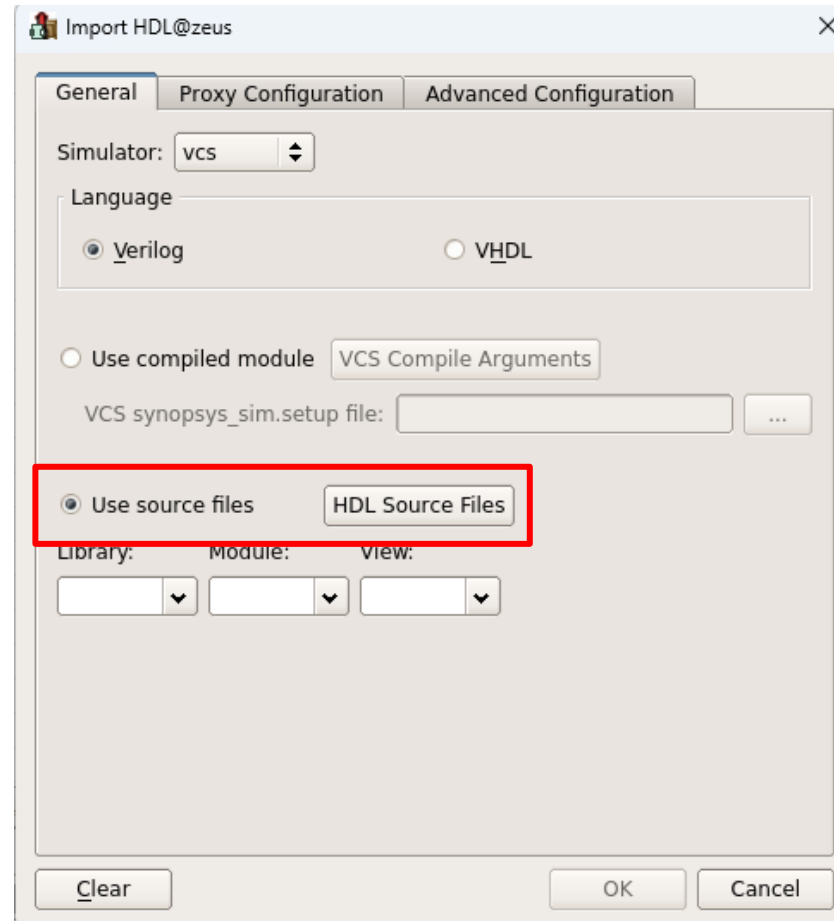 Import HDL@zeus
General Proxy Configuration Advanced Configuration
Simulator: vcs
Language
Verilog VHDL
Use compiled module VCS Compile Arguments
VCS synopsys_sim.setup file: ...
Use source files HDL Source Files
Library: Module: View:
Clear OK Cancel